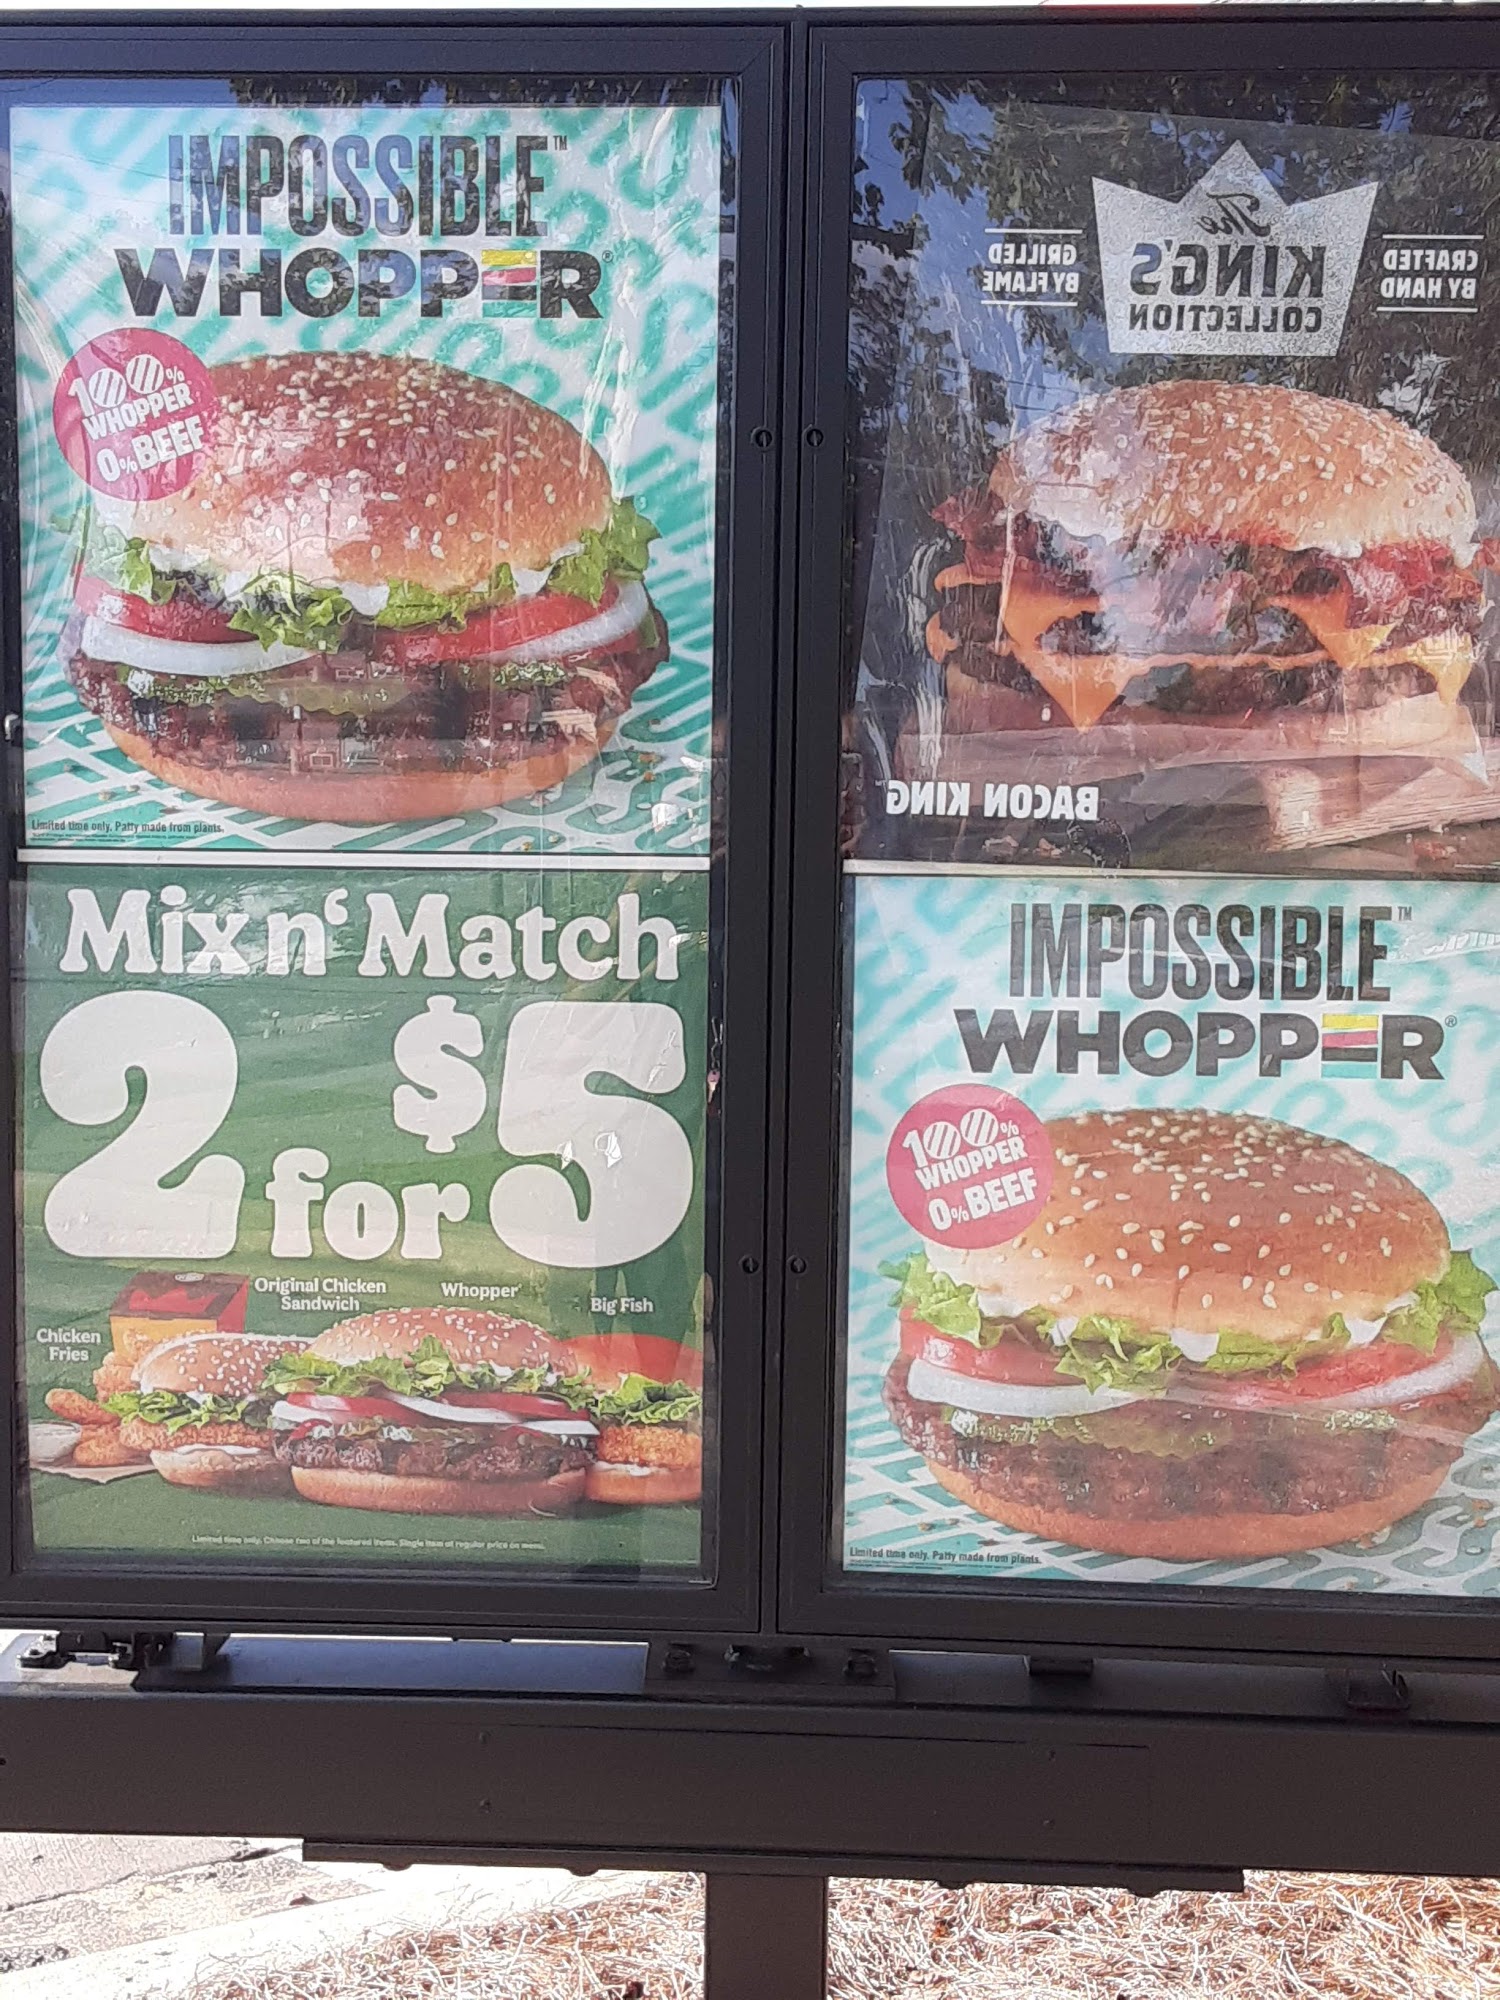 IMPOSSIBLE™
WHOPPER®
100%
WHOPPER
0% BEEF
Limited time only. Patty made from plants.
Mix n' Match
2 for $5
Chicken
Fries
Original Chicken
Sandwich
Whopper®
Big Fish
Limited time only. Choose two of the featured items. Single item at regular price on menu.
CRAFTED
BY HAND
The
KING'S
COLLECTION
GRILLED
BY FLAME
BACON KING™
IMPOSSIBLE™
WHOPPER®
100%
WHOPPER
0% BEEF
Limited time only. Patty made from plants.